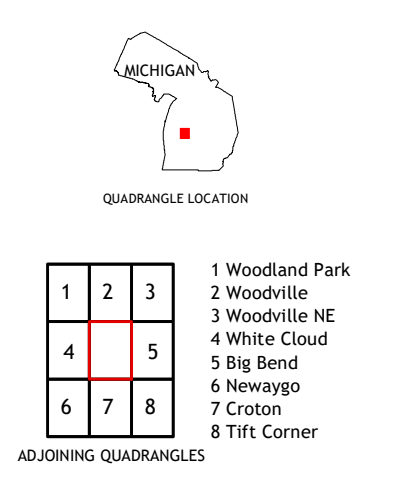 MICHIGAN
QUADRANGLE LOCATION
1 2 3
4 5
6 7 8
1 Woodland Park
2 Woodville
3 Woodville NE
4 White Cloud
5 Big Bend
6 Newaygo
7 Croton
8 Tift Corner
ADJOINING QUADRANGLES